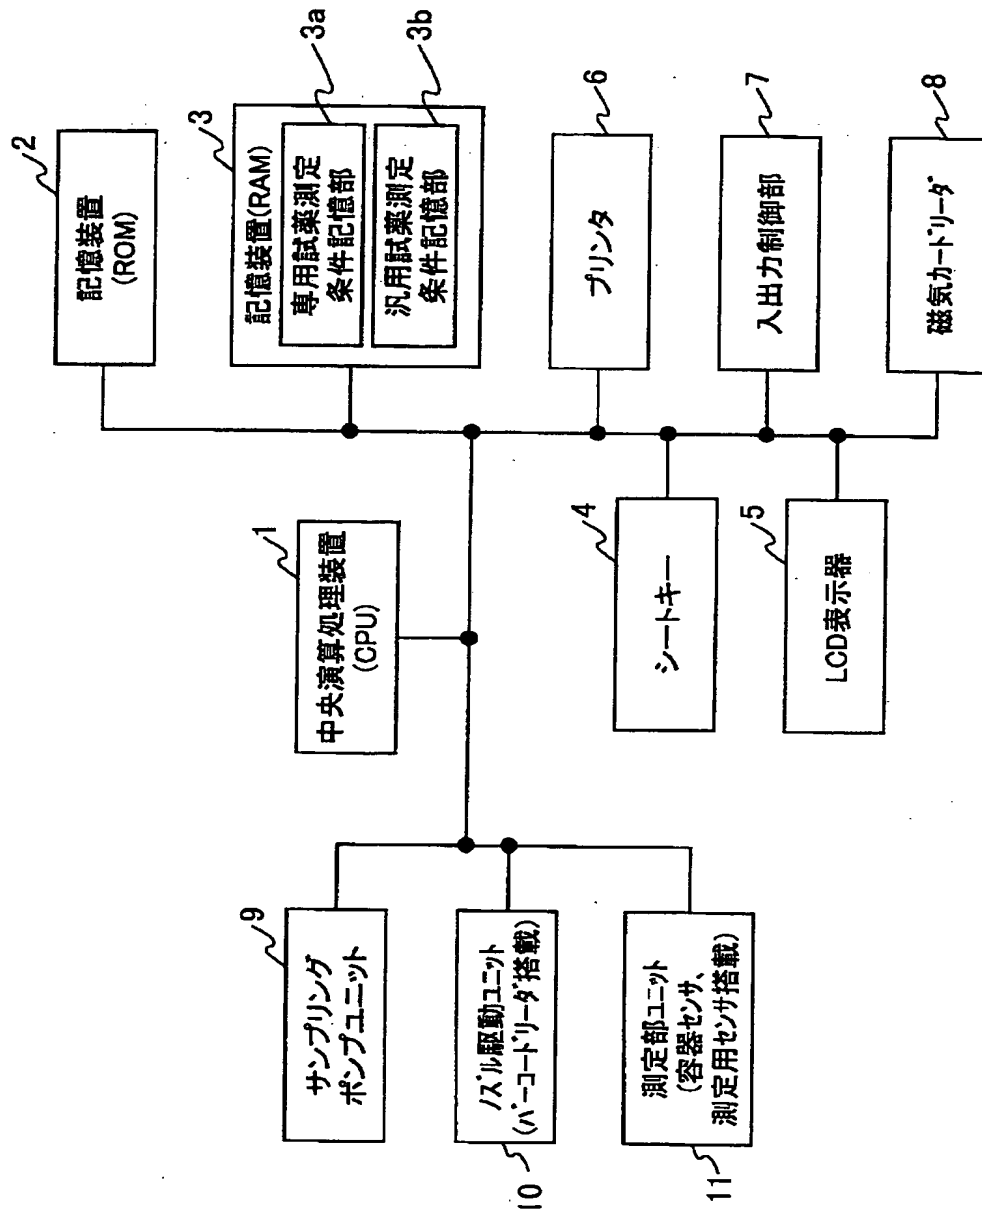 1
中央演算処理装置
(CPU)
2
記憶装置
(ROM)
3
記憶装置(RAM)
3a
専用試薬測定
条件記憶部
3b
汎用試薬測定
条件記憶部
4
シートキー
5
LCD表示器
6
プリンタ
7
入出力制御部
8
磁気カードリーダ
9
サンプリング
ポンプユニット
10
ノズル駆動ユニット
(バーコードリーダ搭載)
11
測定部ユニット
(容器センサ、
測定用センサ搭載)